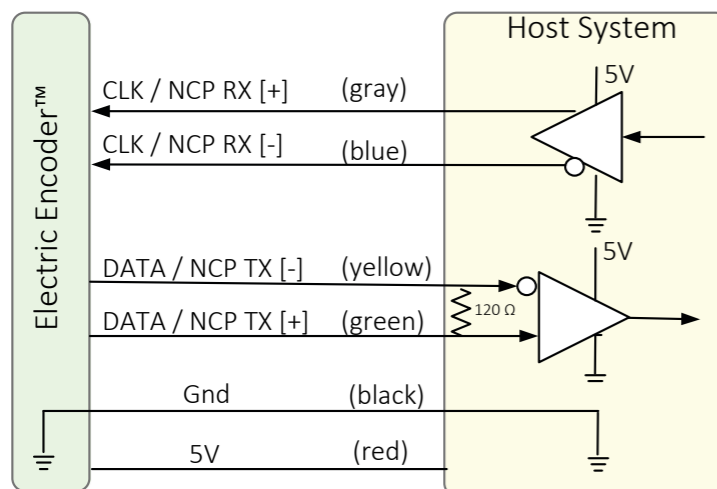 Host System
5V
CLK / NCP RX [+] (gray)
CLK / NCP RX [-] (blue)
Electric Encoder™
5V
DATA / NCP TX [-] (yellow)
120 Ω
DATA / NCP TX [+] (green)
Gnd (black)
5V (red)